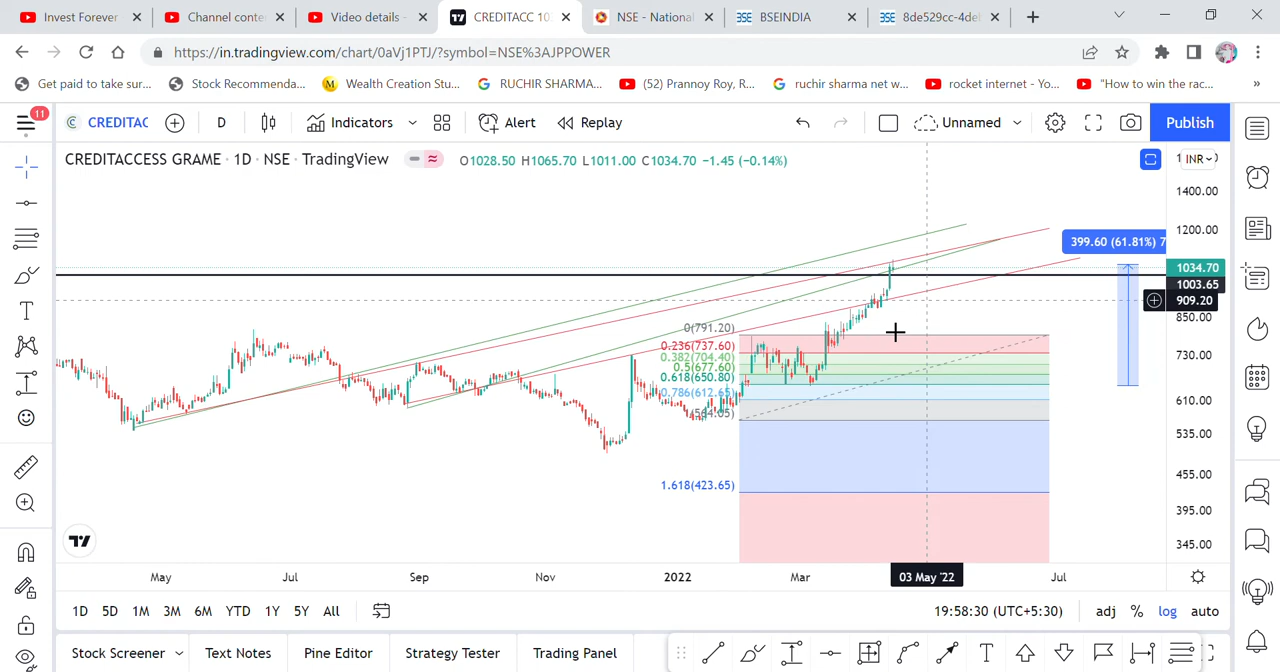 Invest Forever
Channel conte
Video details -
CREDITACC 10
NSE - National
BSEINDIA
8de529cc-4de
https://in.tradingview.com/chart/0aVj1PTJ/?symbol=NSE%3AJPPOWER
Get paid to take sur...
Stock Recommenda...
Wealth Creation Stu...
RUCHIR SHARMA...
(52) Prannoy Roy, R...
ruchir sharma net w...
rocket internet - Yo...
"How to win the rac...
»
11
CREDITAC
D
Indicators
Alert
Replay
Unnamed
Publish
CREDITACCESS GRAME · 1D · NSE · TradingView
O1028.50 H1065.70 L1011.00 C1034.70 −1.45 (−0.14%)
INR
1400.00
1200.00
399.60 (61.81%) 7
1034.70
1003.65
909.20
850.00
730.00
610.00
535.00
455.00
395.00
345.00
0(791.20)
0.236(737.60)
0.382(704.40)
0.5(677.60)
0.618(650.80)
0.786(612.65)
1.618(423.65)
May
Jul
Sep
Nov
2022
Mar
03 May '22
Jul
1D 5D 1M 3M 6M YTD 1Y 5Y All
19:58:30 (UTC+5:30)
adj % log auto
Stock Screener
Text Notes
Pine Editor
Strategy Tester
Trading Panel